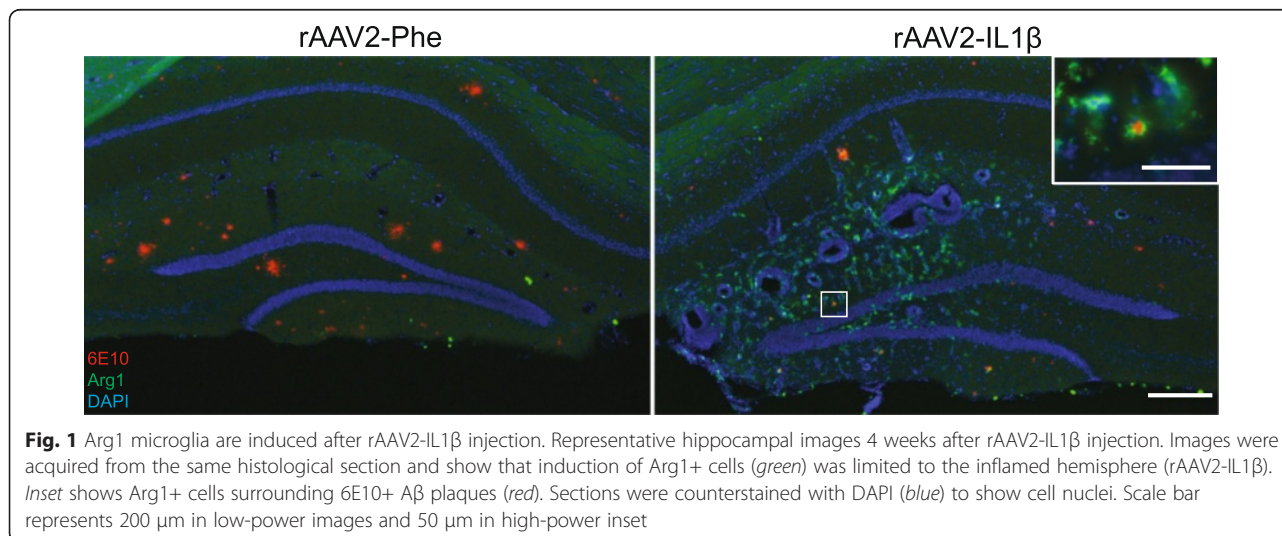 rAAV2-Phe
rAAV2-IL1β
6E10
Arg1
DAPI
Fig. 1 Arg1 microglia are induced after rAAV2-IL1β injection. Representative hippocampal images 4 weeks after rAAV2-IL1β injection. Images were
acquired from the same histological section and show that induction of Arg1+ cells (green) was limited to the inflamed hemisphere (rAAV2-IL1β).
Inset shows Arg1+ cells surrounding 6E10+ Aβ plaques (red). Sections were counterstained with DAPI (blue) to show cell nuclei. Scale bar
represents 200 μm in low-power images and 50 μm in high-power inset